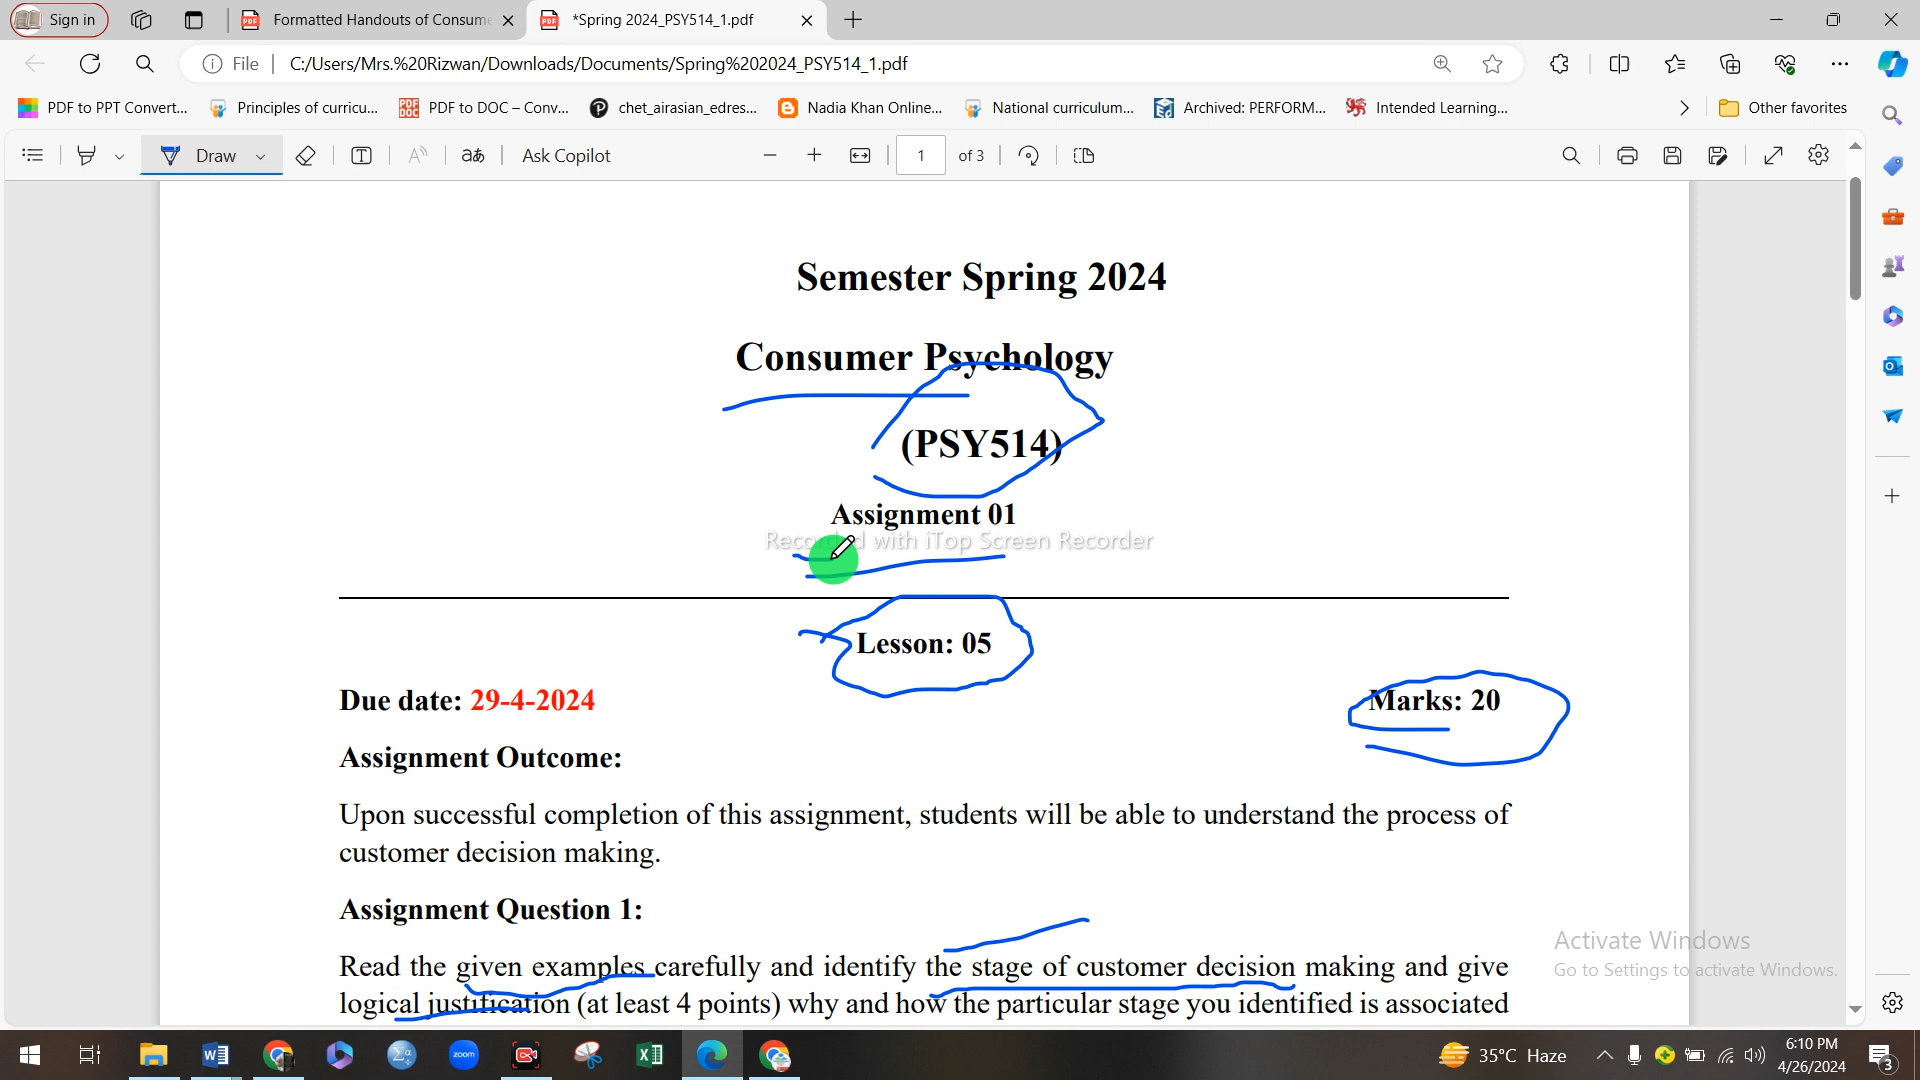 Sign in
Formatted Handouts of Consume
*Spring 2024_PSY514_1.pdf
File
C:/Users/Mrs.%20Rizwan/Downloads/Documents/Spring%202024_PSY514_1.pdf
PDF to PPT Convert...
Principles of curricu...
PDF to DOC – Conv...
chet_airasian_edres...
Nadia Khan Online...
National curriculum...
Archived: PERFORM...
Intended Learning...
Other favorites
Draw
Ask Copilot
1 of 3
Semester Spring 2024
Consumer Psychology
(PSY514)
Assignment 01
Recorded with iTop Screen Recorder
Lesson: 05
Due date: 29-4-2024
Marks: 20
Assignment Outcome:
Upon successful completion of this assignment, students will be able to understand the process of
customer decision making.
Assignment Question 1:
Read the given examples carefully and identify the stage of customer decision making and give
logical justification (at least 4 points) why and how the particular stage you identified is associated
Activate Windows
Go to Settings to activate Windows.
zoom
35°C Haze
6:10 PM
4/26/2024
3